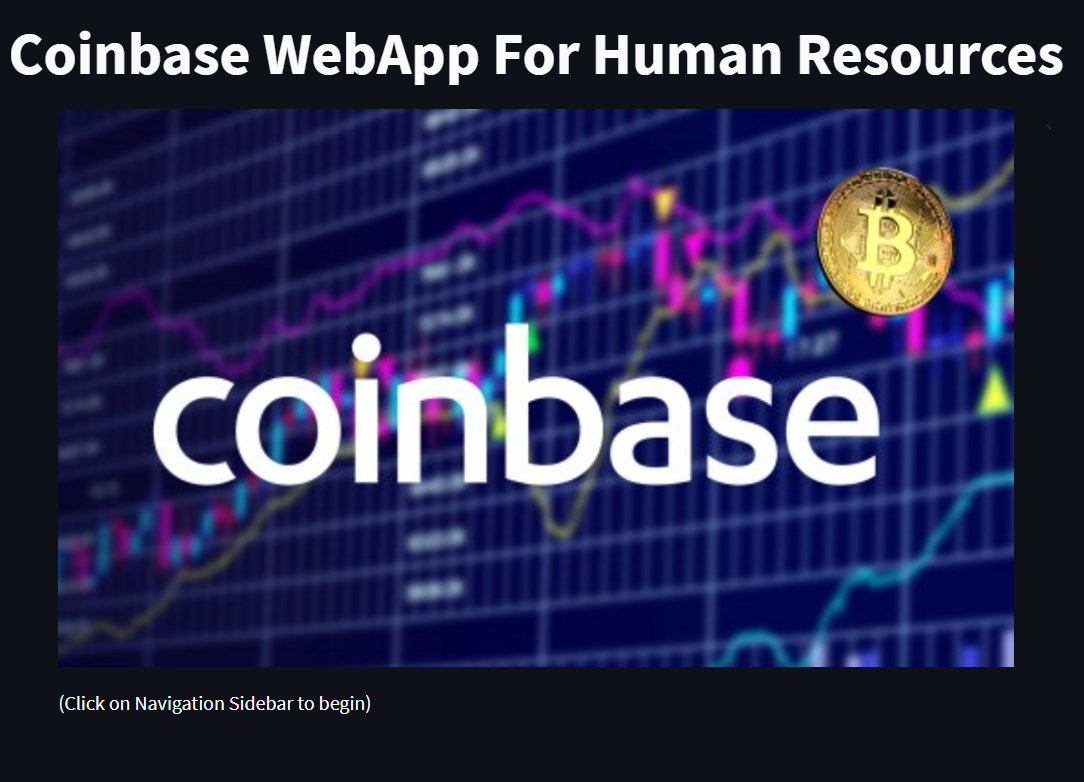 Coinbase WebApp For Human Resources
coinbase
(Click on Navigation Sidebar to begin)